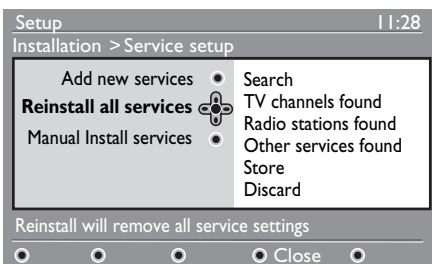 Setup 11:28
Installation > Service setup
Add new services
Reinstall all services
Manual Install services
Search
TV channels found
Radio stations found
Other services found
Store
Discard
Reinstall will remove all service settings
Close